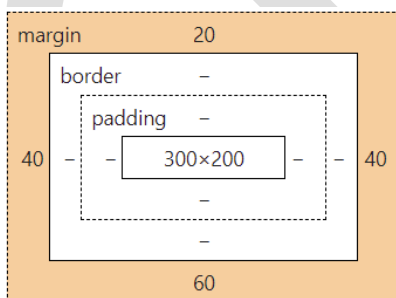 margin 20
border –
padding –
40 – – 300×200 – – 40
–
–
60